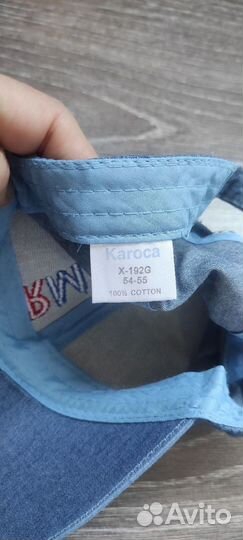 Karoca
X-192G
54-55
100% COTTON
Avito